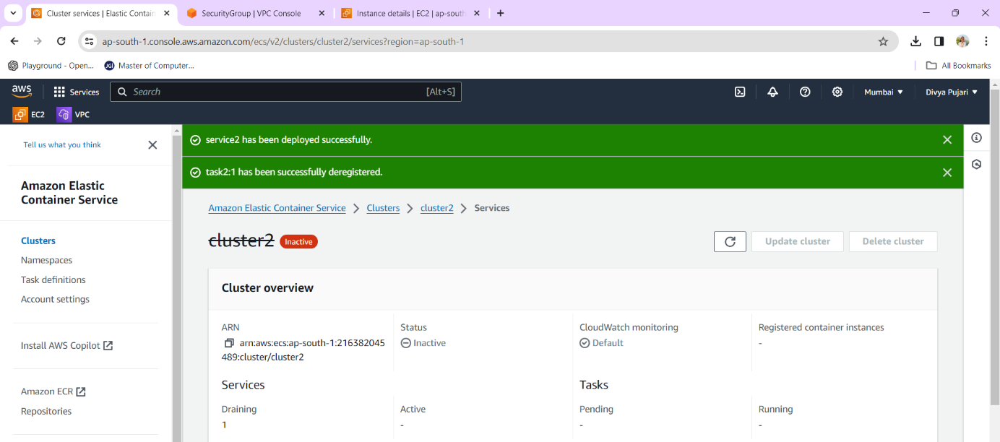 Cluster services | Elastic Contain
SecurityGroup | VPC Console
Instance details | EC2 | ap-south
ap-south-1.console.aws.amazon.com/ecs/v2/clusters/cluster2/services?region=ap-south-1
Playground - Open...
JGI Master of Computer...
All Bookmarks
aws
Services
Search
[Alt+S]
Mumbai
Divya Pujari
EC2
VPC
Tell us what you think
service2 has been deployed successfully.
task2:1 has been successfully deregistered.
Amazon Elastic
Container Service
Clusters
Namespaces
Task definitions
Account settings
Install AWS Copilot
Amazon ECR
Repositories
Amazon Elastic Container Service > Clusters > cluster2 > Services
cluster2 Inactive
Update cluster
Delete cluster
Cluster overview
ARN
arn:aws:ecs:ap-south-1:216382045
489:cluster/cluster2
Status
Inactive
CloudWatch monitoring
Default
Registered container instances
-
Services
Tasks
Draining
1
Active
-
Pending
-
Running
-